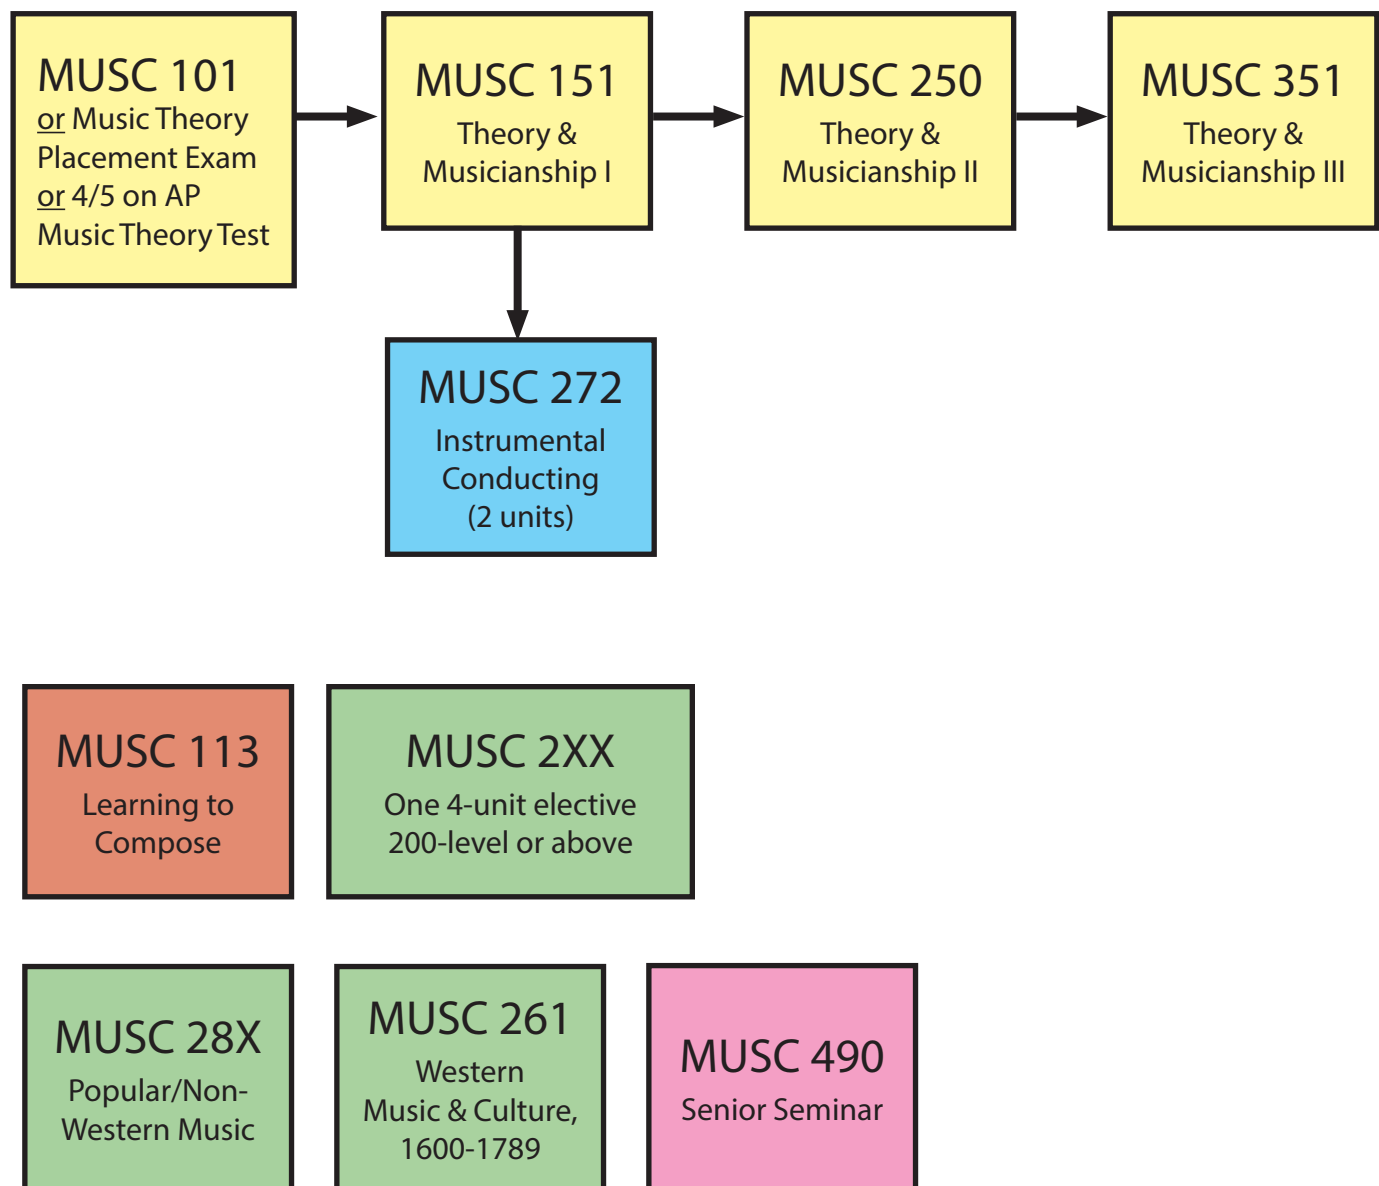 MUSC 101
or Music Theory
Placement Exam
or 4/5 on AP
Music Theory Test
MUSC 151
Theory &
Musicianship I
MUSC 250
Theory &
Musicianship II
MUSC 351
Theory &
Musicianship III
MUSC 272
Instrumental
Conducting
(2 units)
MUSC 113
Learning to
Compose
MUSC 2XX
One 4-unit elective
200-level or above
MUSC 28X
Popular/Non-
Western Music
MUSC 261
Western
Music & Culture,
1600-1789
MUSC 490
Senior Seminar